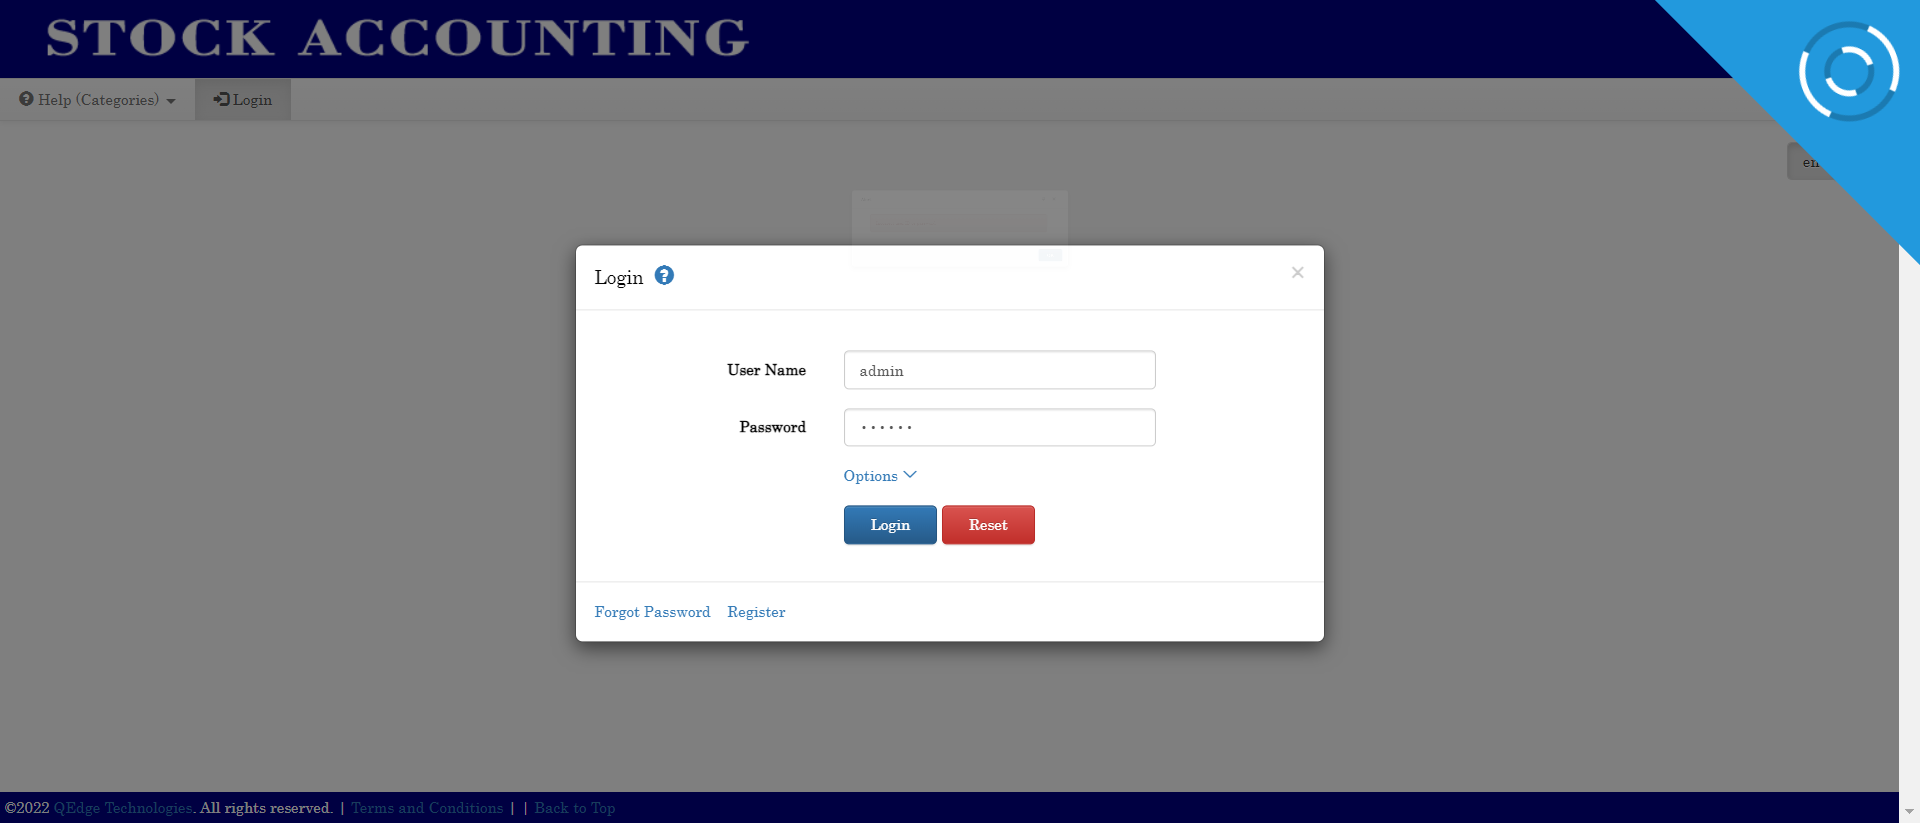 STOCK ACCOUNTING
Help (Categories)
Login
en
Login
User Name
admin
Password
••••••
Options
Login
Reset
Forgot Password Register
©2022 QEdge Technologies. All rights reserved. | Terms and Conditions | | Back to Top